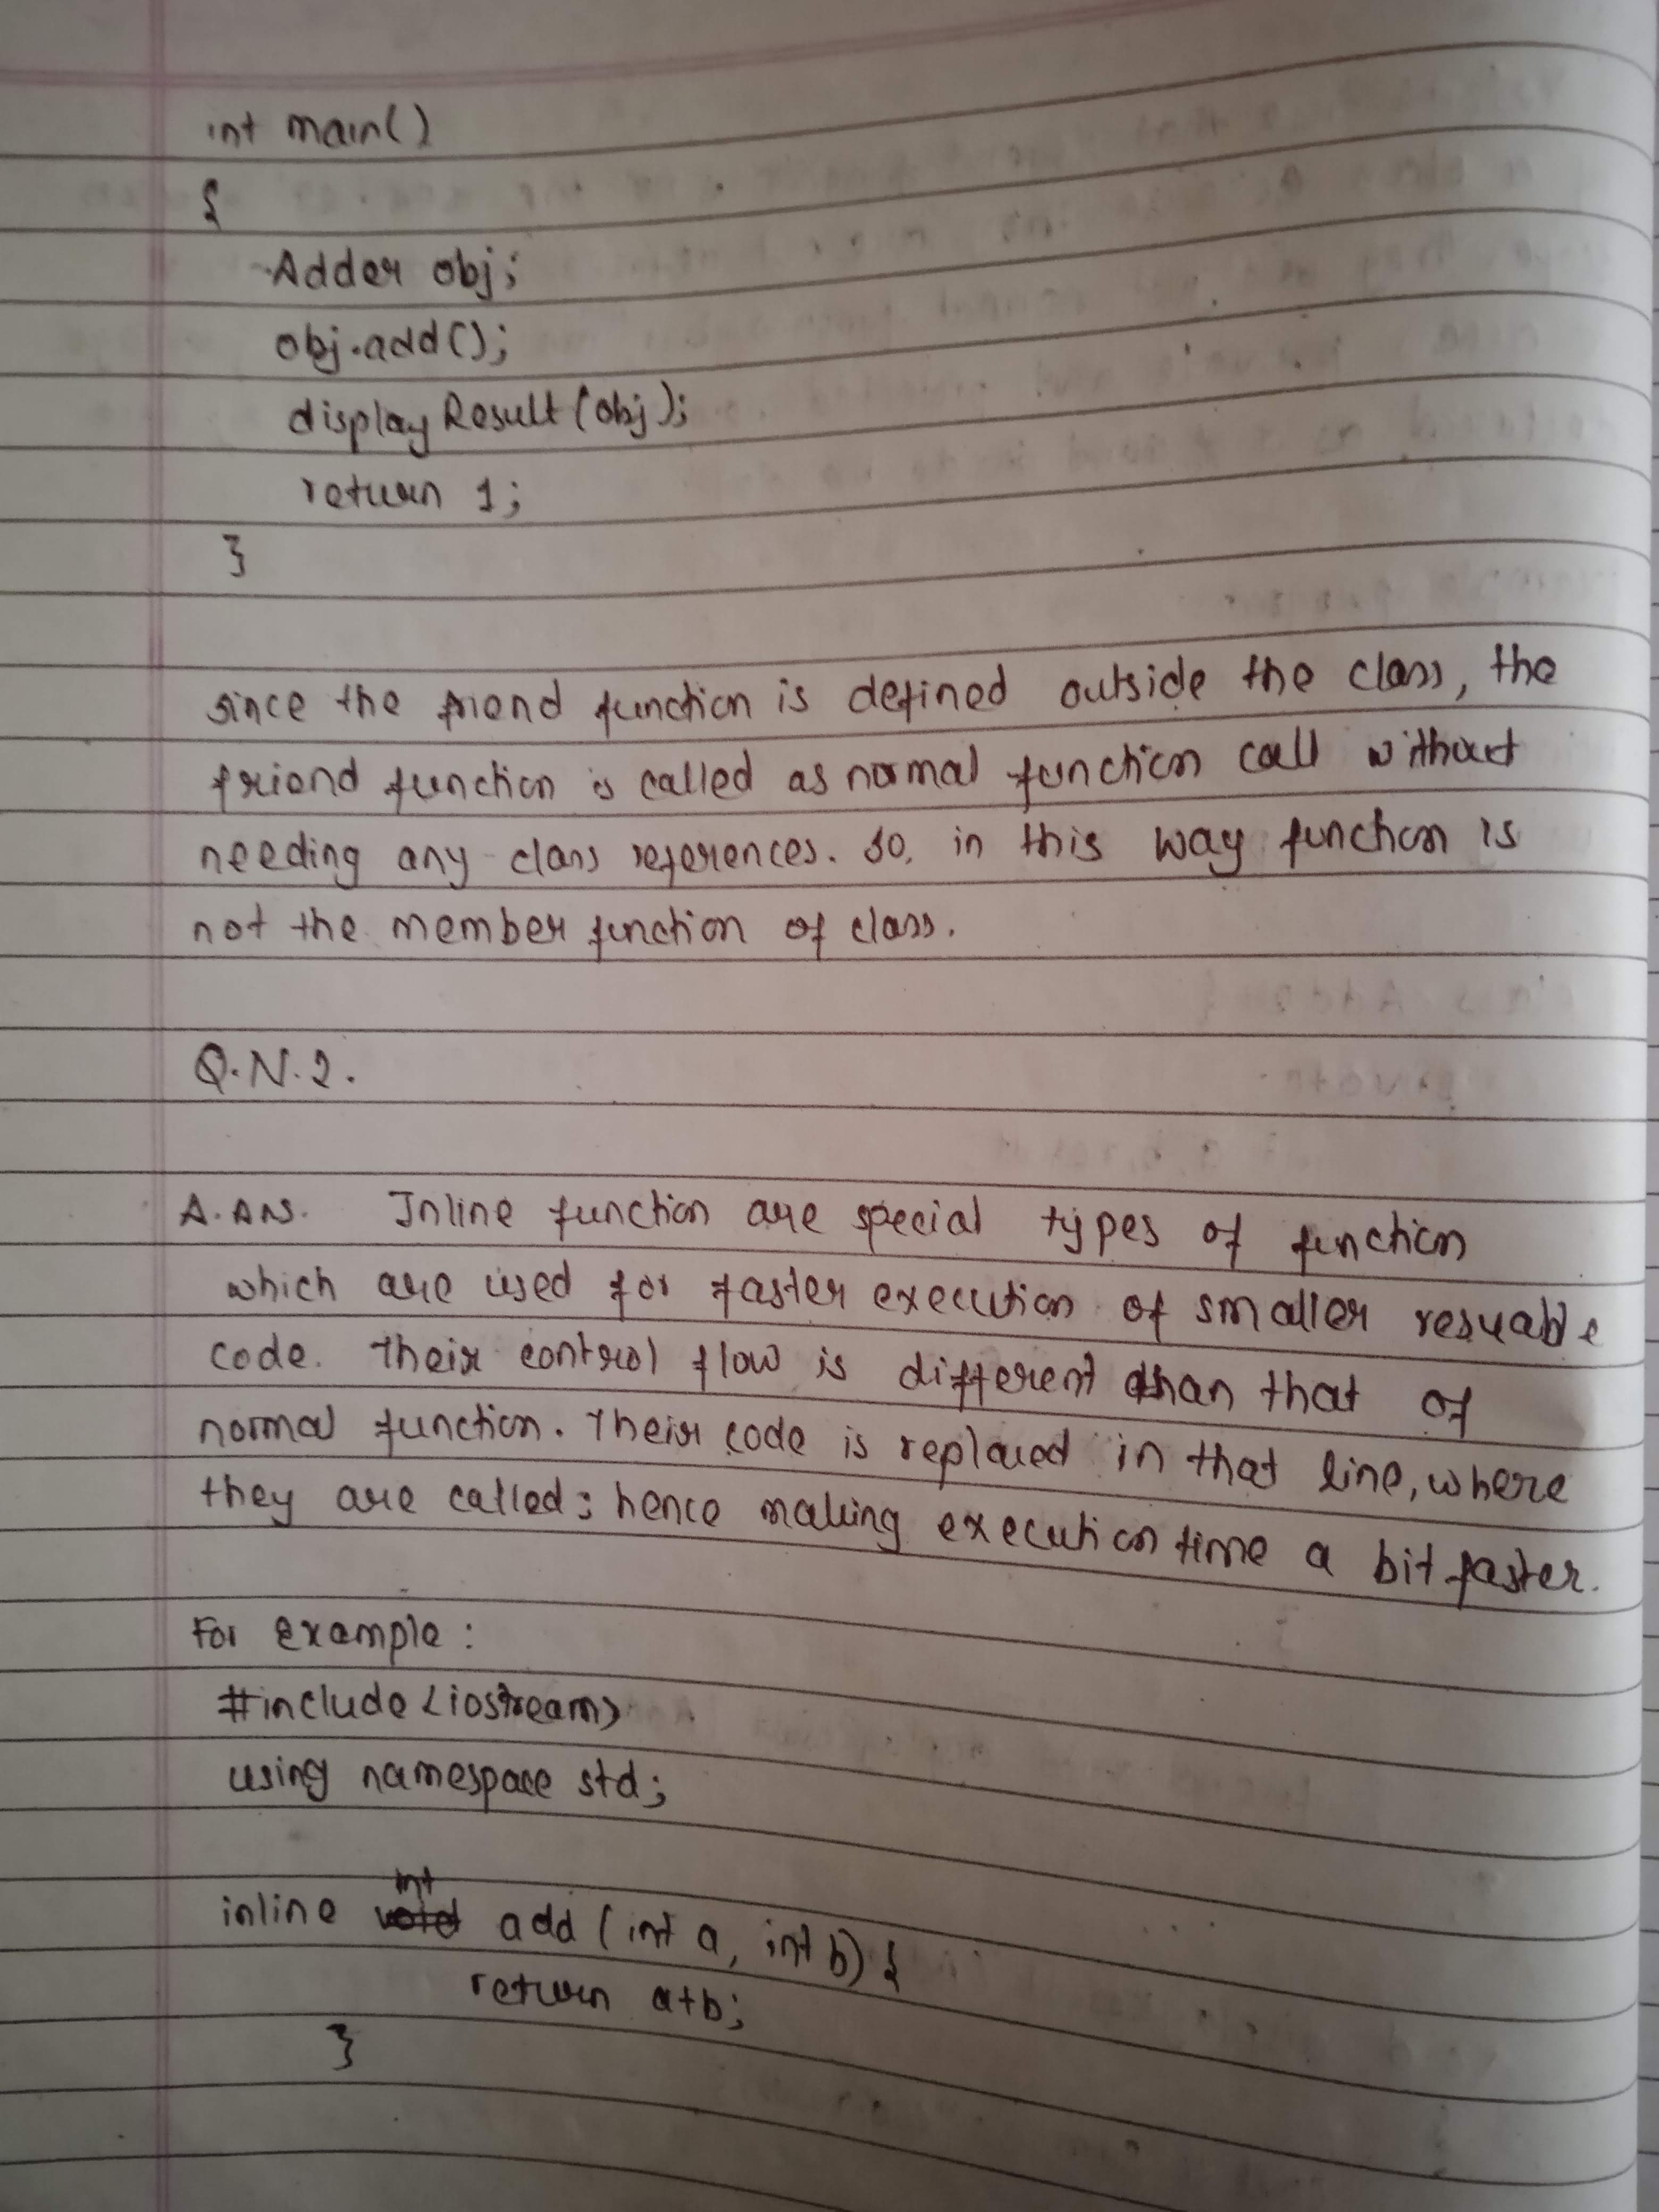 int main()
{
Adder obj;
obj.add();
displayResult(obj);
return 1;
}
since the friend function is defined outside the class, the
friend function is called as normal function call without
needing any class references. so, in this way function is
not the member function of class.
Q.N.2.
A. Ans. Inline function are special types of function
which are used for faster execution of smaller resuable
code. Their control flow is different than that of
normal function. Their code is replaced in that line, where
they are called; hence making execution time a bit faster.
For example:
#include <iostream>
using namespace std;
inline int add (int a, int b) {
return a+b;
}